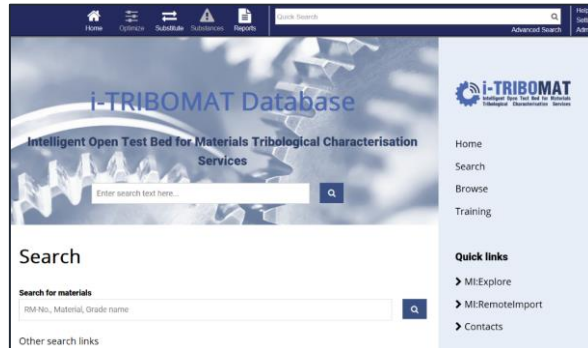 Home Optimize Substitute Substances Reports
Quick Search
Advanced Search
Help
i-TRIBOMAT Database
Intelligent Open Test Bed for Materials Tribological Characterisation
Services
Enter search text here...
Search
Search for materials
RM-No., Material, Grade name
Other search links
i-TRIBOMAT
Intelligent Open Test Bed for Materials
Tribological Characterisation Services
Home
Search
Browse
Training
Quick links
MI:Explore
MI:RemoteImport
Contacts